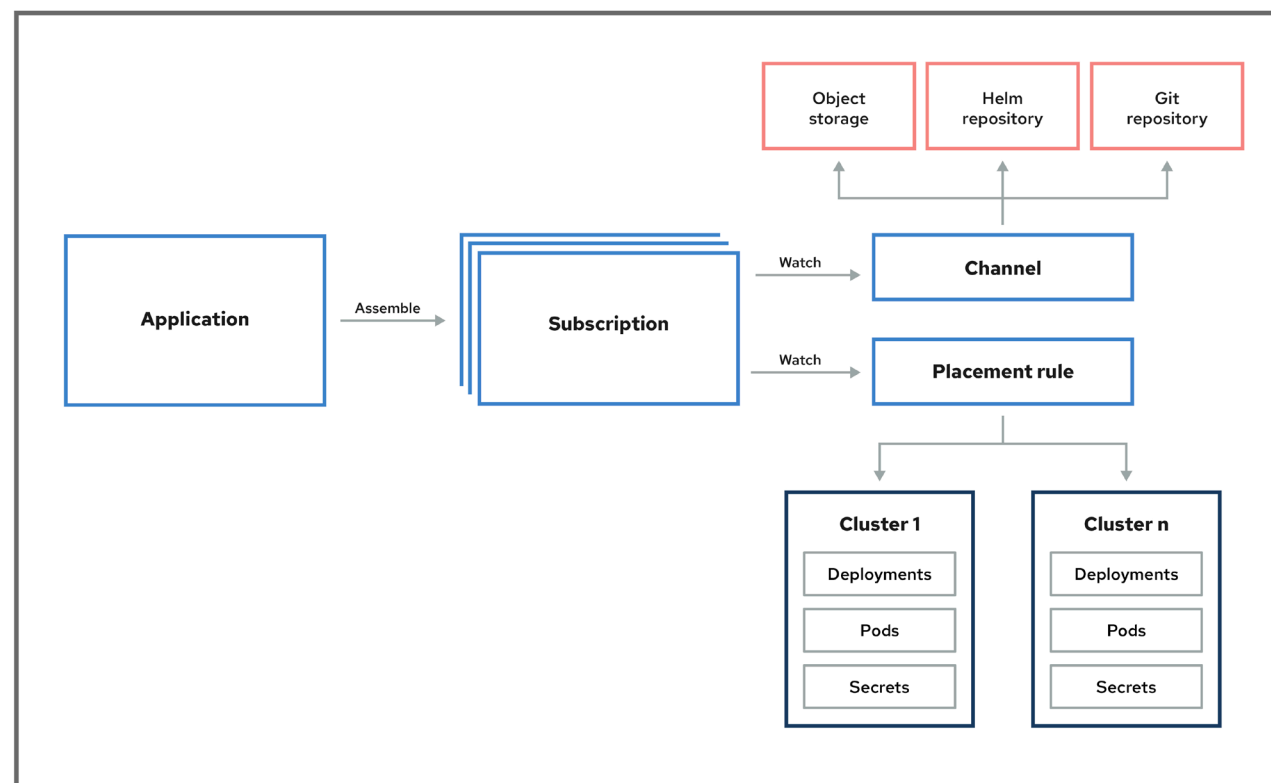 Object
storage
Helm
repository
Git
repository
Application
Assemble
Subscription
Watch
Channel
Watch
Placement rule
Cluster 1
Deployments
Pods
Secrets
Cluster n
Deployments
Pods
Secrets